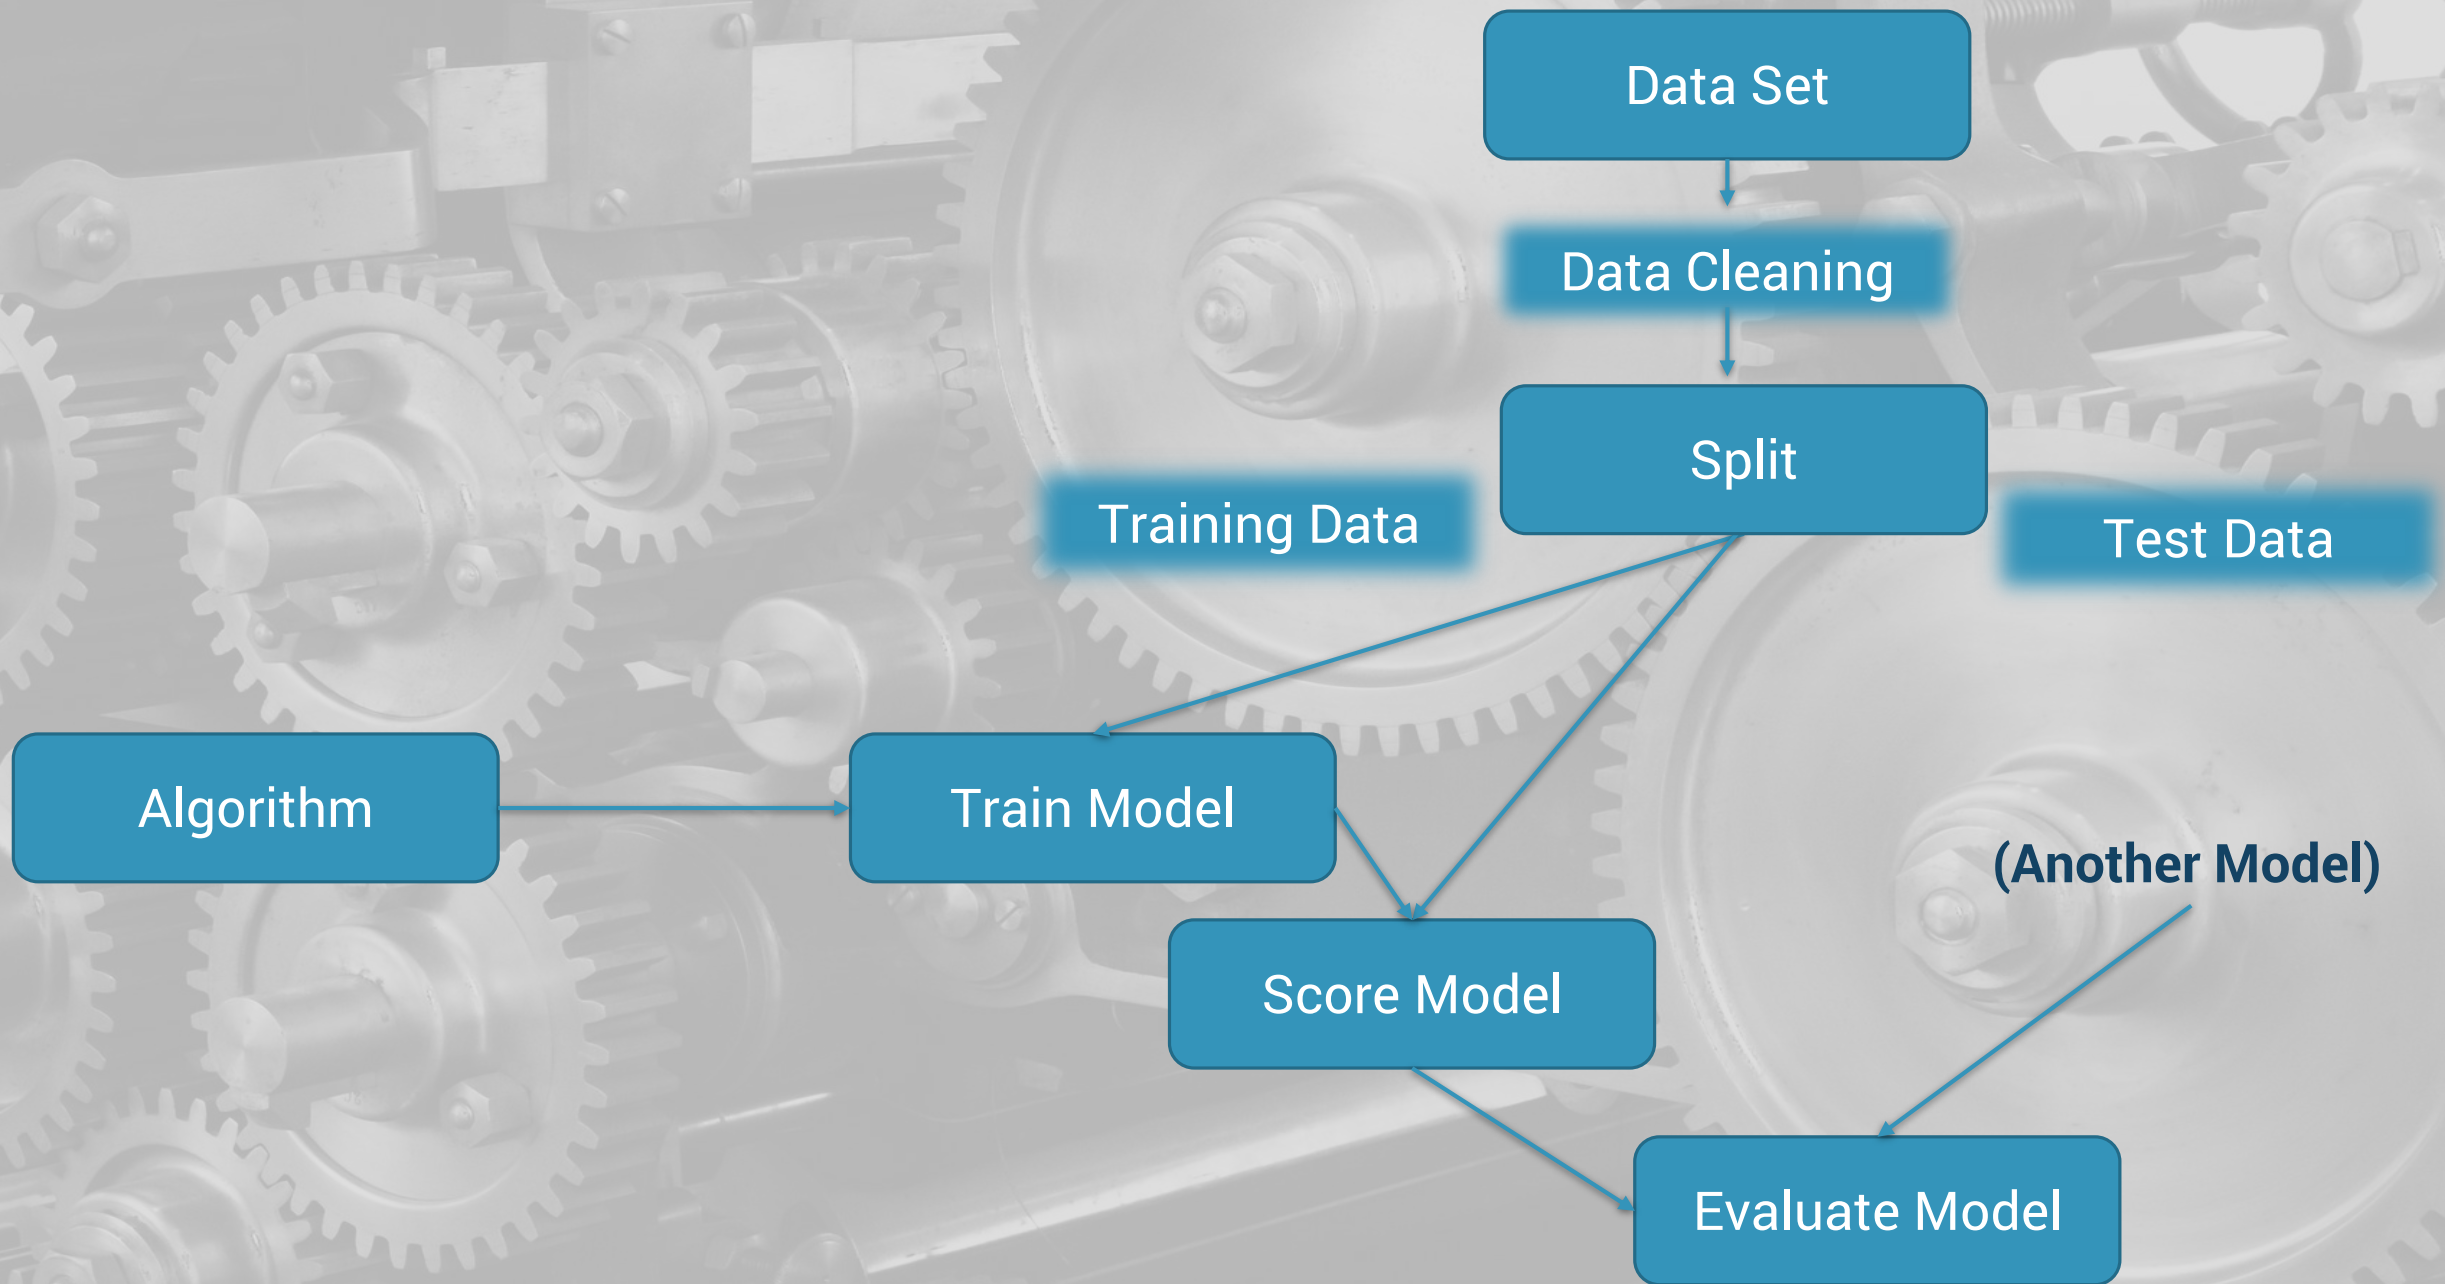 Data Set
Data Cleaning
Split
Training Data
Test Data
Algorithm
Train Model
(Another Model)
Score Model
Evaluate Model